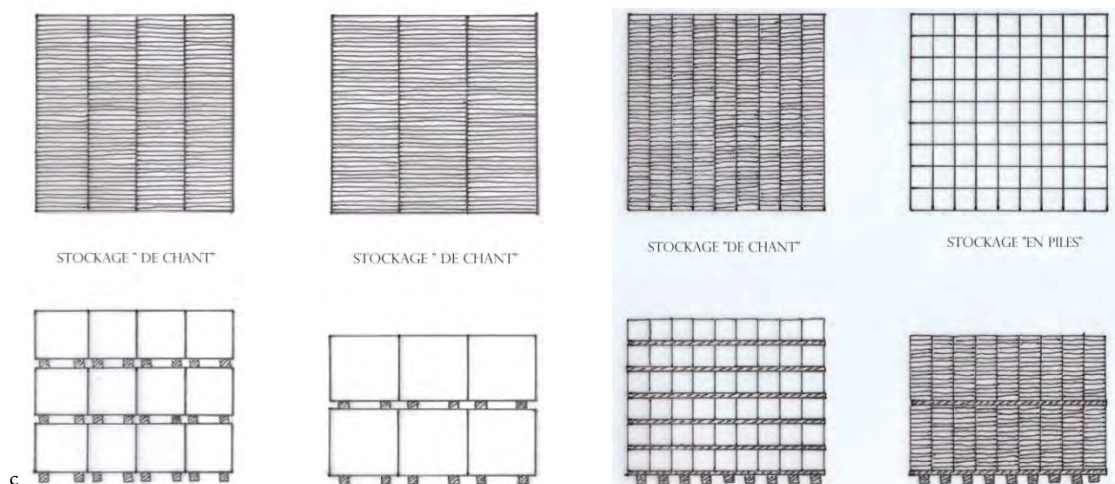 STOCKAGE " DE CHANT"
STOCKAGE " DE CHANT"
STOCKAGE "DE CHANT"
STOCKAGE "EN PILES"
c